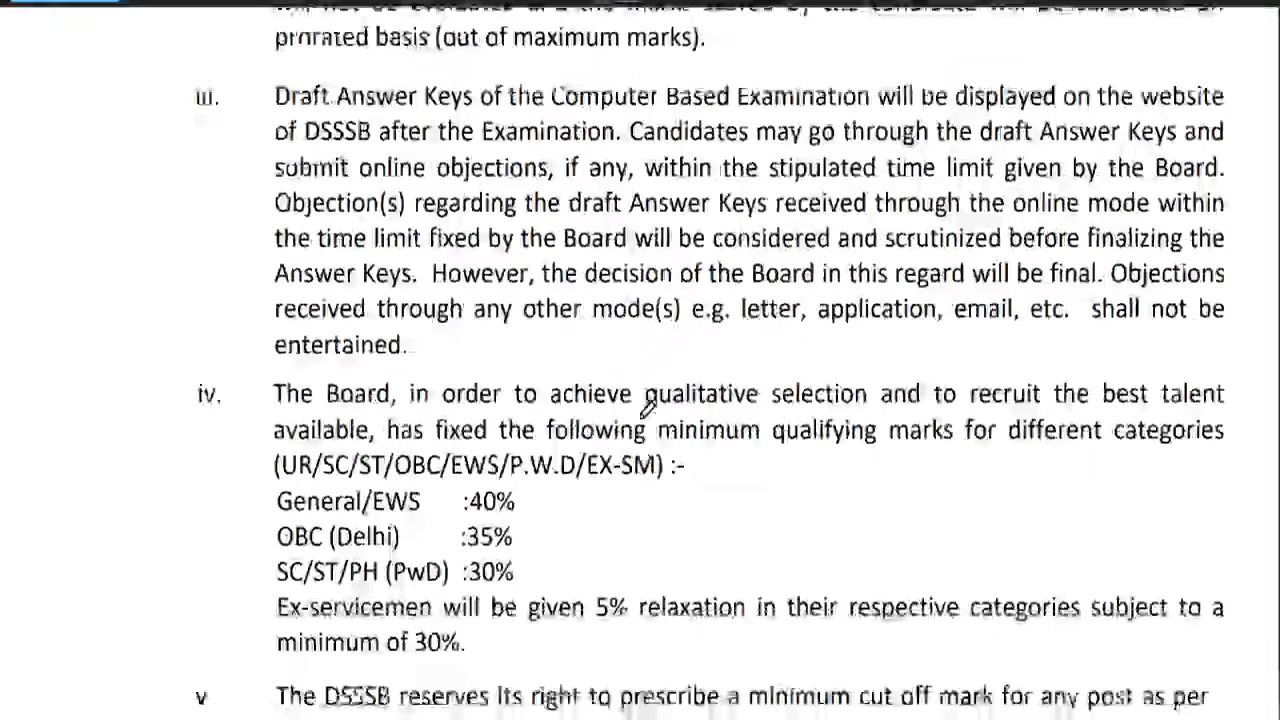 prorated basis (out of maximum marks).
iii. Draft Answer Keys of the Computer Based Examination will be displayed on the website
of DSSSB after the Examination. Candidates may go through the draft Answer Keys and
submit online objections, if any, within the stipulated time limit given by the Board.
Objection(s) regarding the draft Answer Keys received through the online mode within
the time limit fixed by the Board will be considered and scrutinized before finalizing the
Answer Keys. However, the decision of the Board in this regard will be final. Objections
received through any other mode(s) e.g. letter, application, email, etc. shall not be
entertained.
iv. The Board, in order to achieve qualitative selection and to recruit the best talent
available, has fixed the following minimum qualifying marks for different categories
(UR/SC/ST/OBC/EWS/P.W.D/EX-SM) :-
General/EWS :40%
OBC (Delhi) :35%
SC/ST/PH (PwD) :30%
Ex-servicemen will be given 5% relaxation in their respective categories subject to a
minimum of 30%.
v The DSSSB reserves its right to prescribe a minimum cut off mark for any post as per